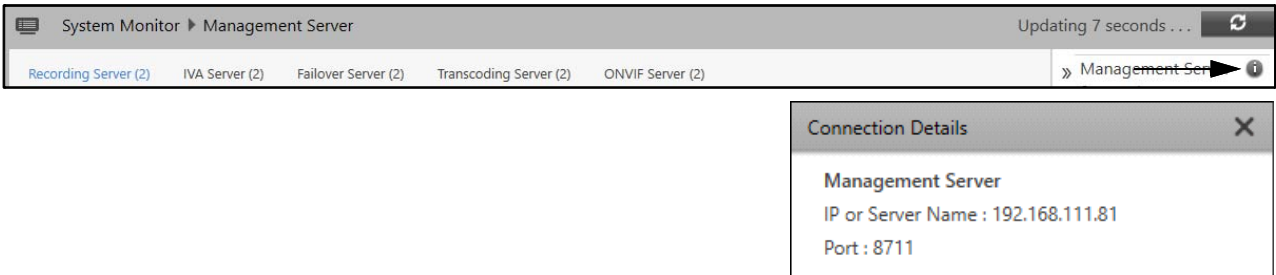 System Monitor ▶ Management Server
Updating 7 seconds . . .
Recording Server (2) IVA Server (2) Failover Server (2) Transcoding Server (2) ONVIF Server (2)
» Management
Connection Details
Management Server
IP or Server Name : 192.168.111.81
Port : 8711